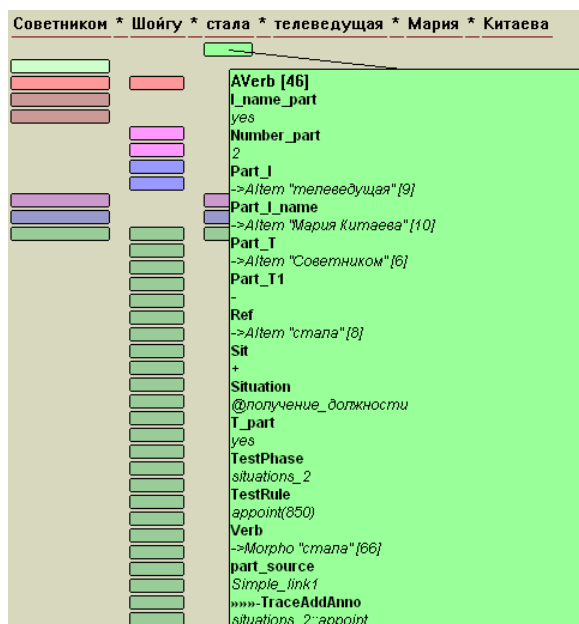 Советником * Шойгу * стала * телеведущая * Мария * Китаева
AVerb [46]
I_name_part
yes
Number_part
2
Part_I
->AItem "телеведущая" [9]
Part_I_name
->AItem "Мария Китаева" [10]
Part_T
->AItem "Советником" [6]
Part_T1
-
Ref
->AItem "стала" [8]
Sit
+
Situation
@получение_должности
T_part
yes
TestPhase
situations_2
TestRule
appoint(850)
Verb
->Morpho "стала" [66]
part_source
Simple_link1
»»»-TraceAddAnno
situations_2::appoint